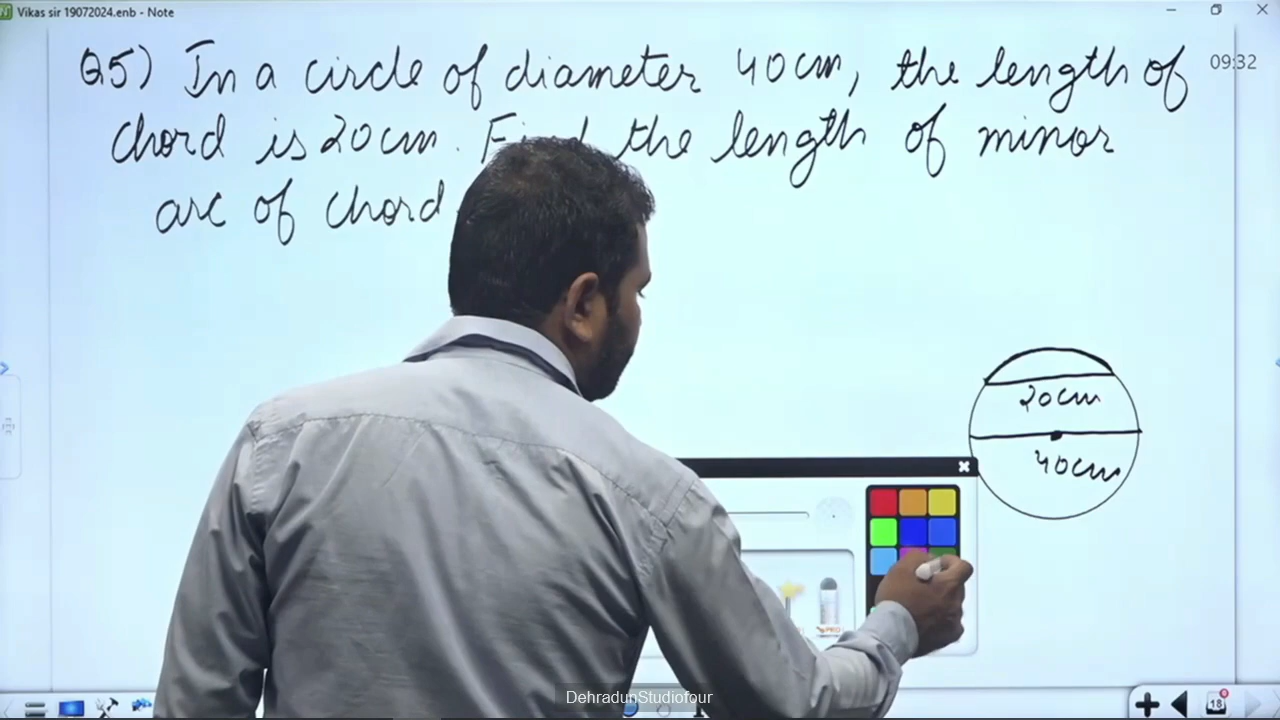 Vikas sir 19072024.enb - Note
09:32
Q5) In a circle of diameter 40cm, the length of
chord is 20cm. the length of minor
arc of chord
20cm
40cm
18
DehradunStudiofour